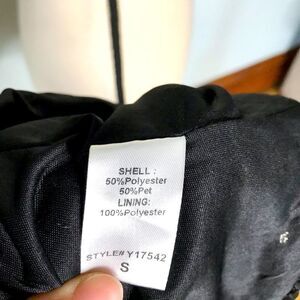 SHELL :
50%Polyester
50%Pet
LINING:
100%Polyester
STYLE# Y17542
S